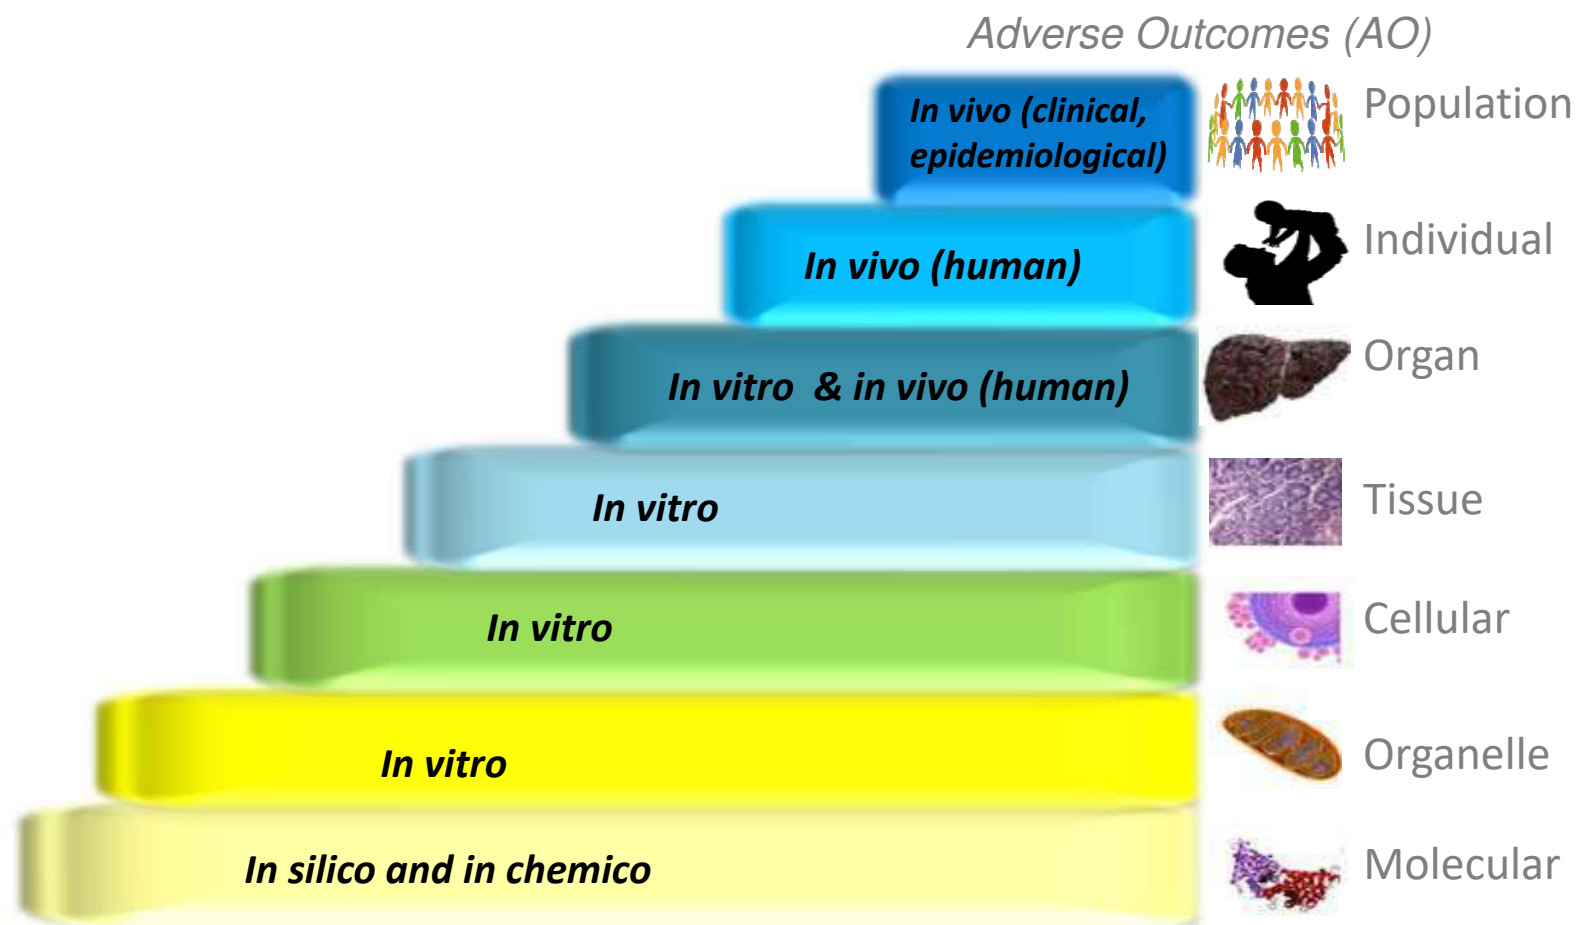 Adverse Outcomes (AO)
In vivo (clinical,
epidemiological)
Population
In vivo (human)
Individual
In vitro & in vivo (human)
Organ
In vitro
Tissue
In vitro
Cellular
In vitro
Organelle
In silico and in chemico
Molecular